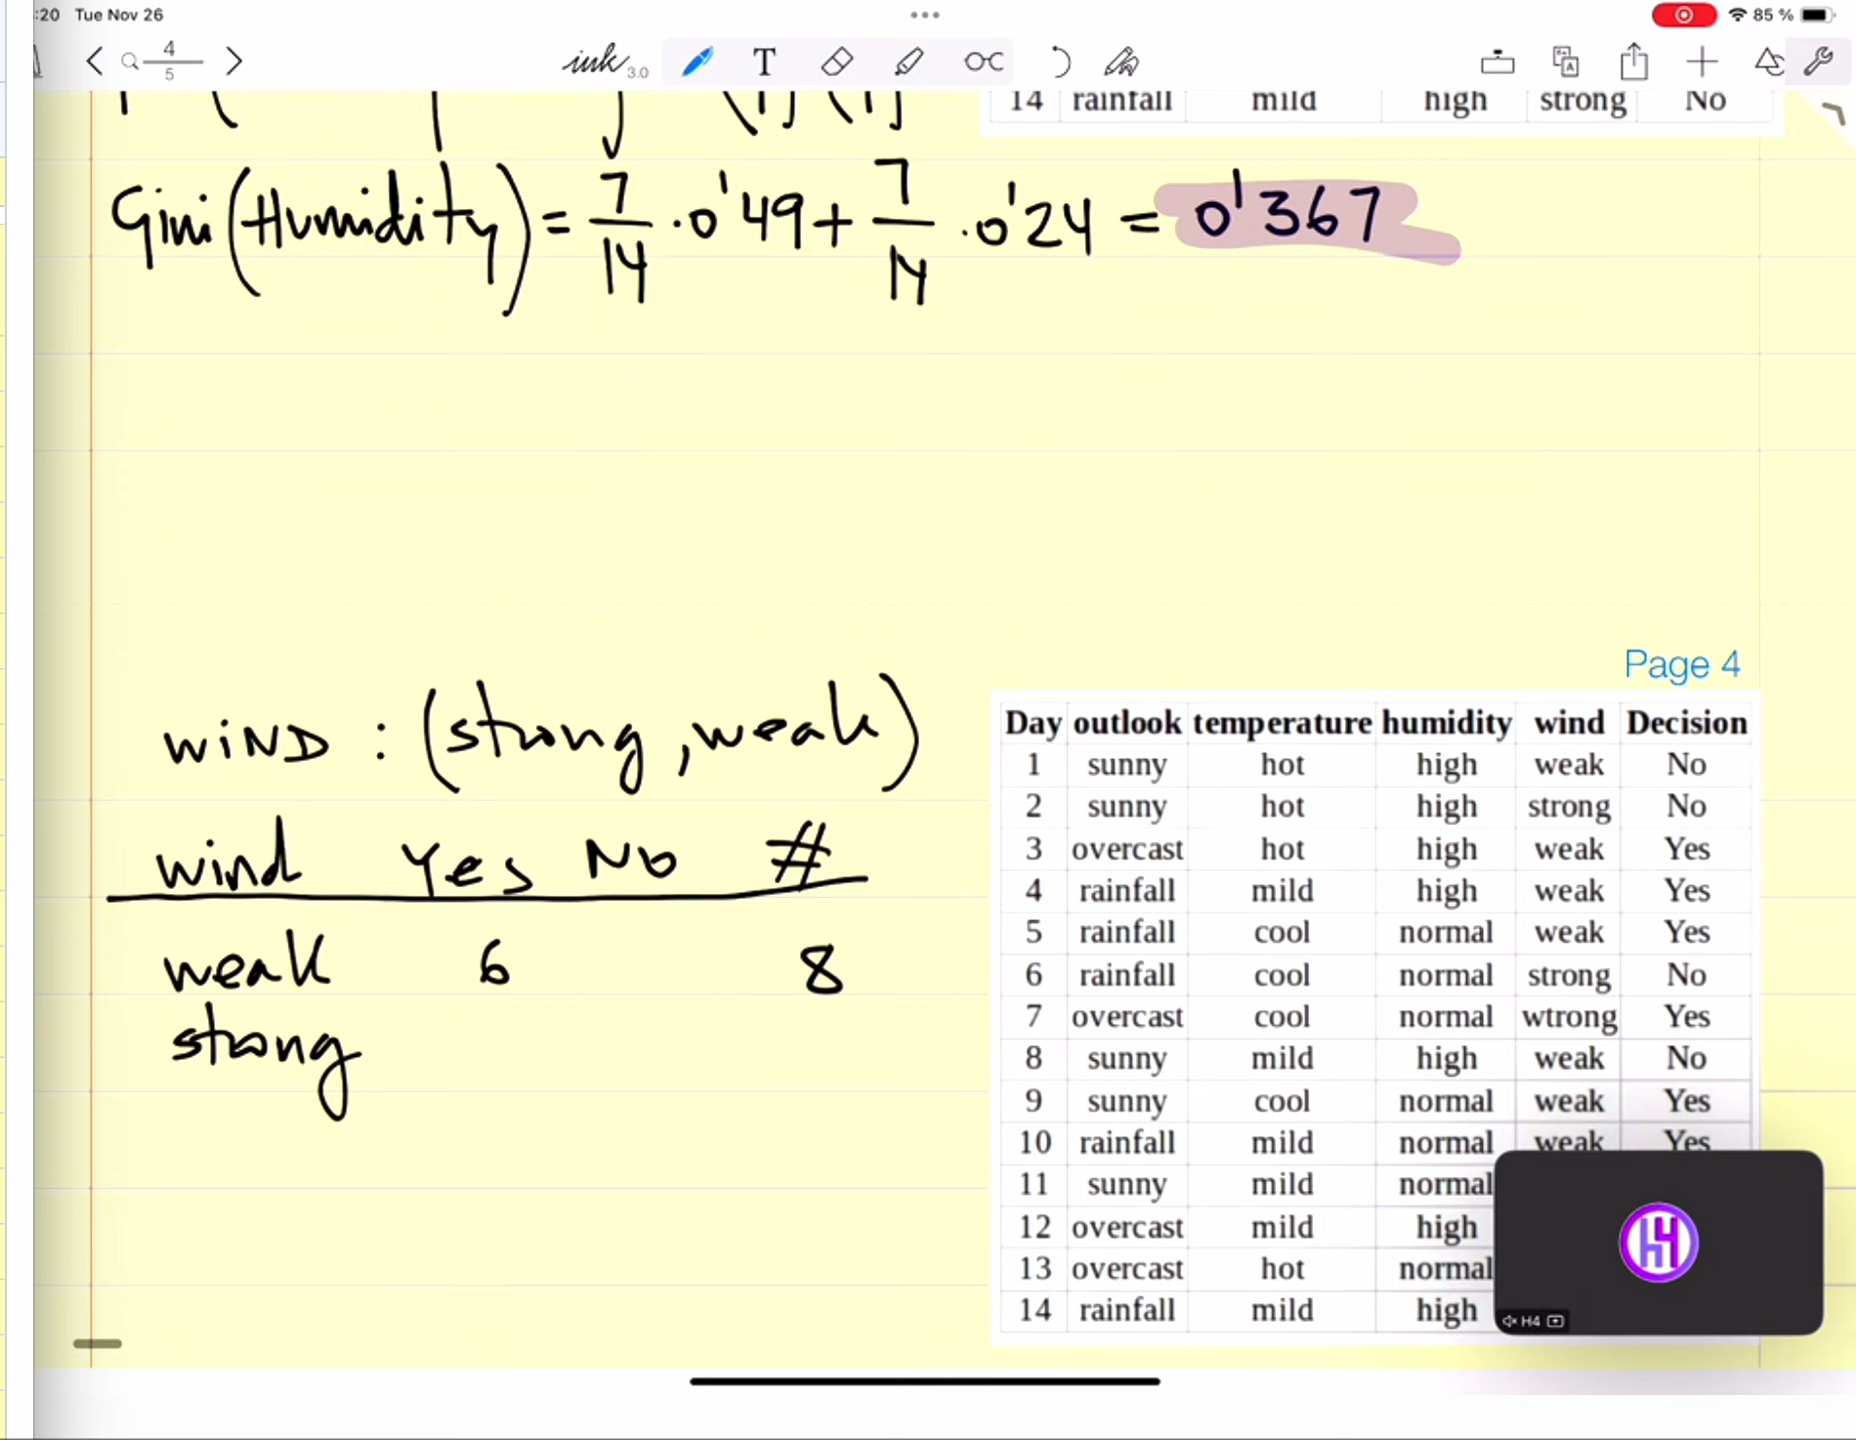 :20 Tue Nov 26
85 %
4
5
ink 3.0
T
14 rainfall mild high strong No
Gini(Humidity) = 7/14 · 0'49 + 7/14 · 0'24 = 0'367
Page 4
WiND : (strong, weak)
wind Yes No #
weak 6 8
strong
Day outlook temperature humidity wind Decision
1 sunny hot high weak No
2 sunny hot high strong No
3 overcast hot high weak Yes
4 rainfall mild high weak Yes
5 rainfall cool normal weak Yes
6 rainfall cool normal strong No
7 overcast cool normal wtrong Yes
8 sunny mild high weak No
9 sunny cool normal weak Yes
10 rainfall mild normal weak Yes
11 sunny mild normal
12 overcast mild high
13 overcast hot normal
14 rainfall mild high
H4